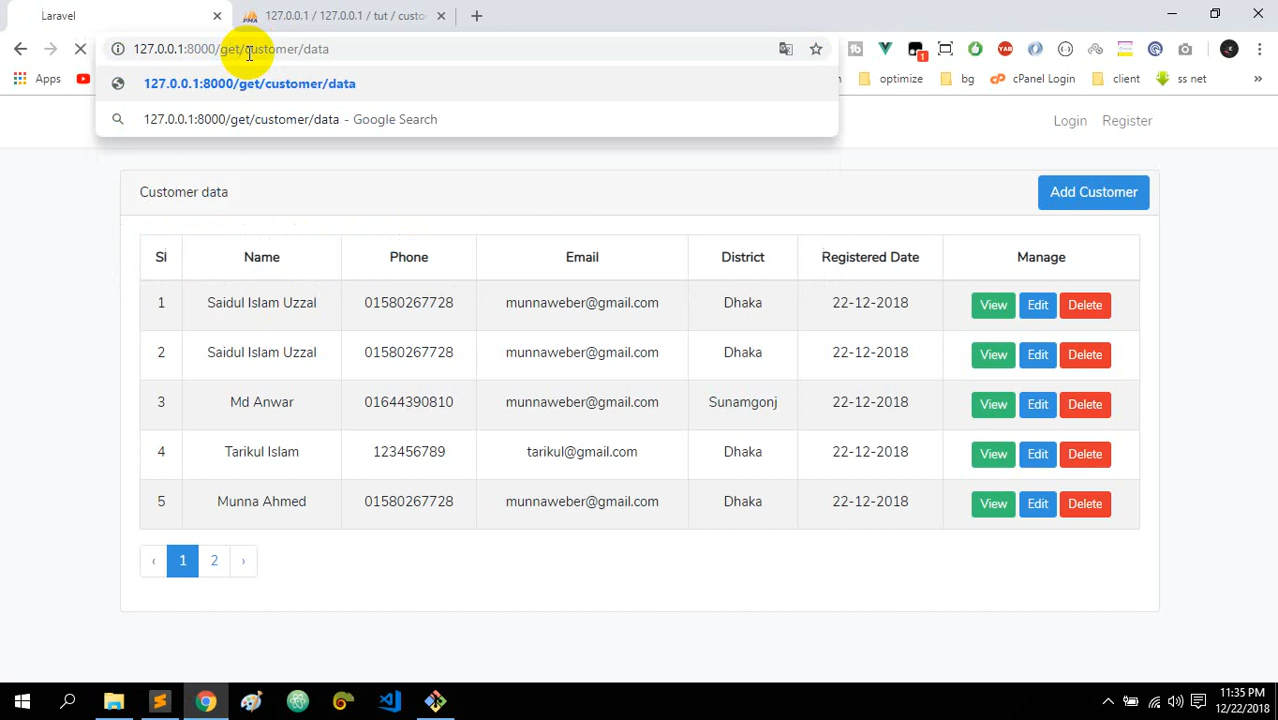 Laravel
127.0.0.1 / 127.0.0.1 / tut / custo
127.0.0.1:8000/get/customer/data
127.0.0.1:8000/get/customer/data
127.0.0.1:8000/get/customer/data - Google Search
Apps
optimize
bg
cPanel Login
client
ss net
»
Login
Register
Customer data
Add Customer
Sl Name Phone Email District Registered Date Manage
1 Saidul Islam Uzzal 01580267728 munnaweber@gmail.com Dhaka 22-12-2018 View Edit Delete
2 Saidul Islam Uzzal 01580267728 munnaweber@gmail.com Dhaka 22-12-2018 View Edit Delete
3 Md Anwar 01644390810 munnaweber@gmail.com Sunamgonj 22-12-2018 View Edit Delete
4 Tarikul Islam 123456789 tarikul@gmail.com Dhaka 22-12-2018 View Edit Delete
5 Munna Ahmed 01580267728 munnaweber@gmail.com Dhaka 22-12-2018 View Edit Delete
‹ 1 2 ›
11:35 PM
12/22/2018